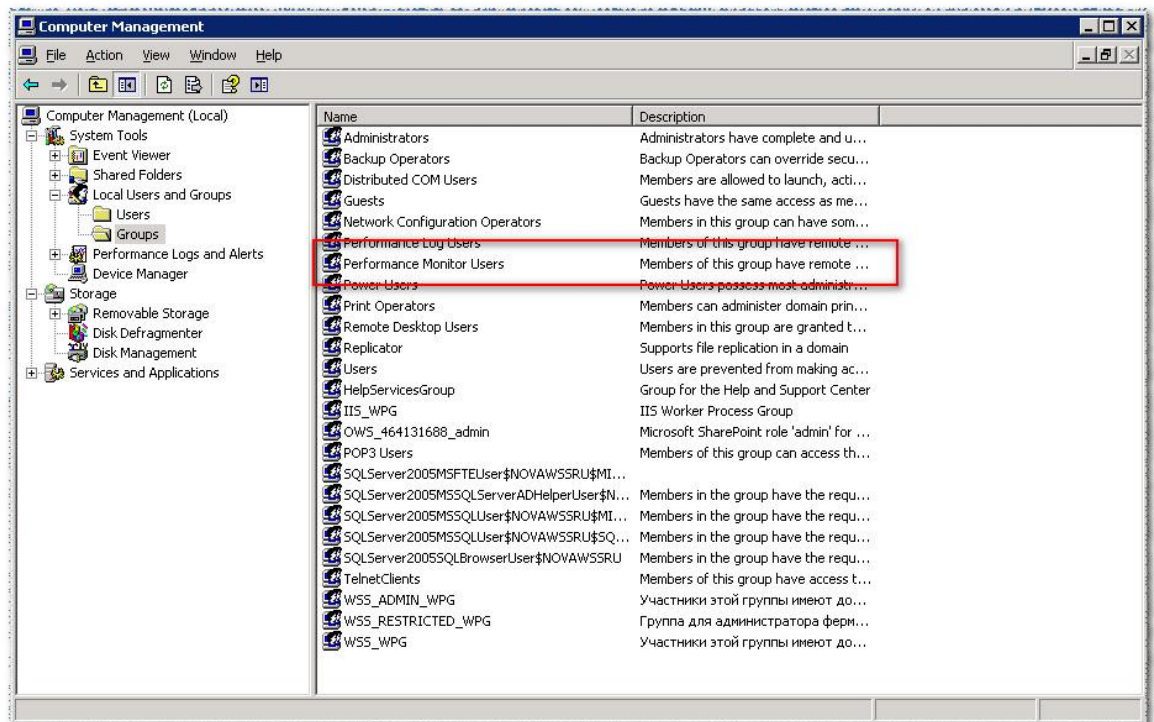 Computer Management
File Action View Window Help
Computer Management (Local)
System Tools
Event Viewer
Shared Folders
Local Users and Groups
Users
Groups
Performance Logs and Alerts
Device Manager
Storage
Removable Storage
Disk Defragmenter
Disk Management
Services and Applications
Name Description
Administrators Administrators have complete and u...
Backup Operators Backup Operators can override secu...
Distributed COM Users Members are allowed to launch, acti...
Guests Guests have the same access as me...
Network Configuration Operators Members in this group can have som...
Performance Log Users Members of this group have remote ...
Performance Monitor Users Members of this group have remote ...
Power Users Power Users possess most administr...
Print Operators Members can administer domain prin...
Remote Desktop Users Members in this group are granted t...
Replicator Supports file replication in a domain
Users Users are prevented from making ac...
HelpServicesGroup Group for the Help and Support Center
IIS_WPG IIS Worker Process Group
OWS_464131688_admin Microsoft SharePoint role 'admin' for ...
POP3 Users Members of this group can access th...
SQLServer2005MSFTEUser$NOVAWSSRU$MI...
SQLServer2005MSSQLServerADHelperUser$N... Members in the group have the requ...
SQLServer2005MSSQLUser$NOVAWSSRU$MI... Members in the group have the requ...
SQLServer2005MSSQLUser$NOVAWSSRU$SQ... Members in the group have the requ...
SQLServer2005SQLBrowserUser$NOVAWSSRU Members in the group have the requ...
TelnetClients Members of this group have access t...
WSS_ADMIN_WPG Участники этой группы имеют до...
WSS_RESTRICTED_WPG Группа для администратора ферм...
WSS_WPG Участники этой группы имеют до...